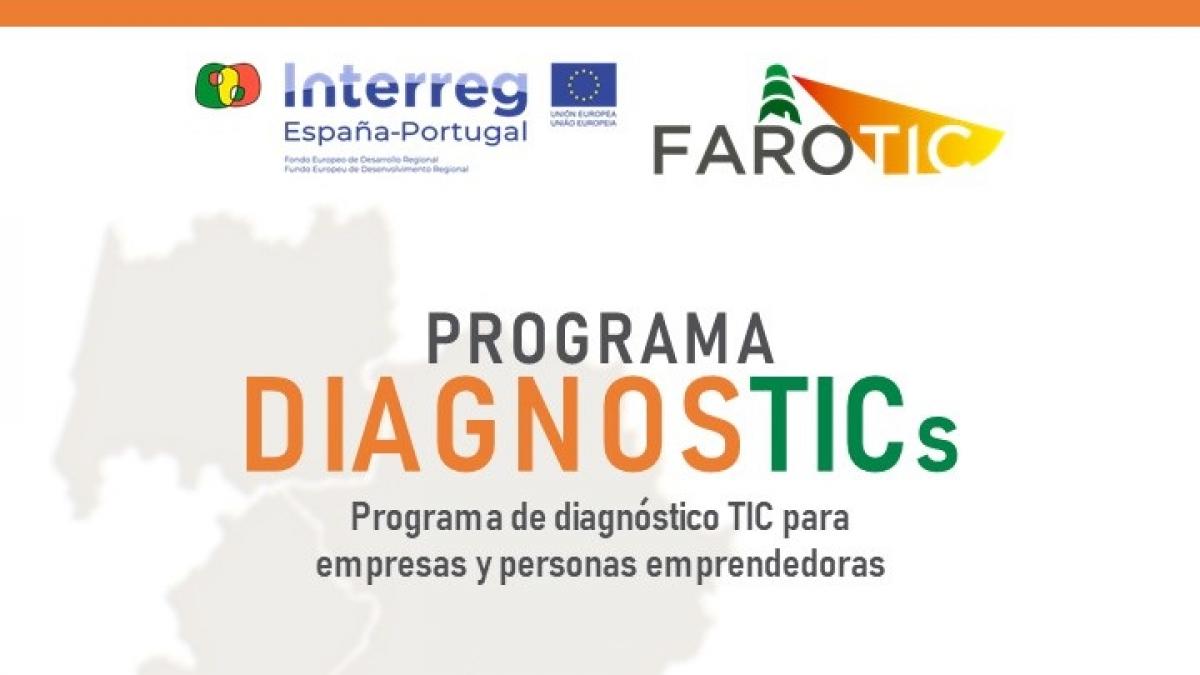 Interreg
España-Portugal
Fondo Europeo de Desarrollo Regional
Fundo Europeu de Desenvolvimento Regional
UNIÓN EUROPEA
UNIÃO EUROPEIA
FAROTIC
PROGRAMA
DIAGNOSTICs
Programa de diagnóstico TIC para
empresas y personas emprendedoras